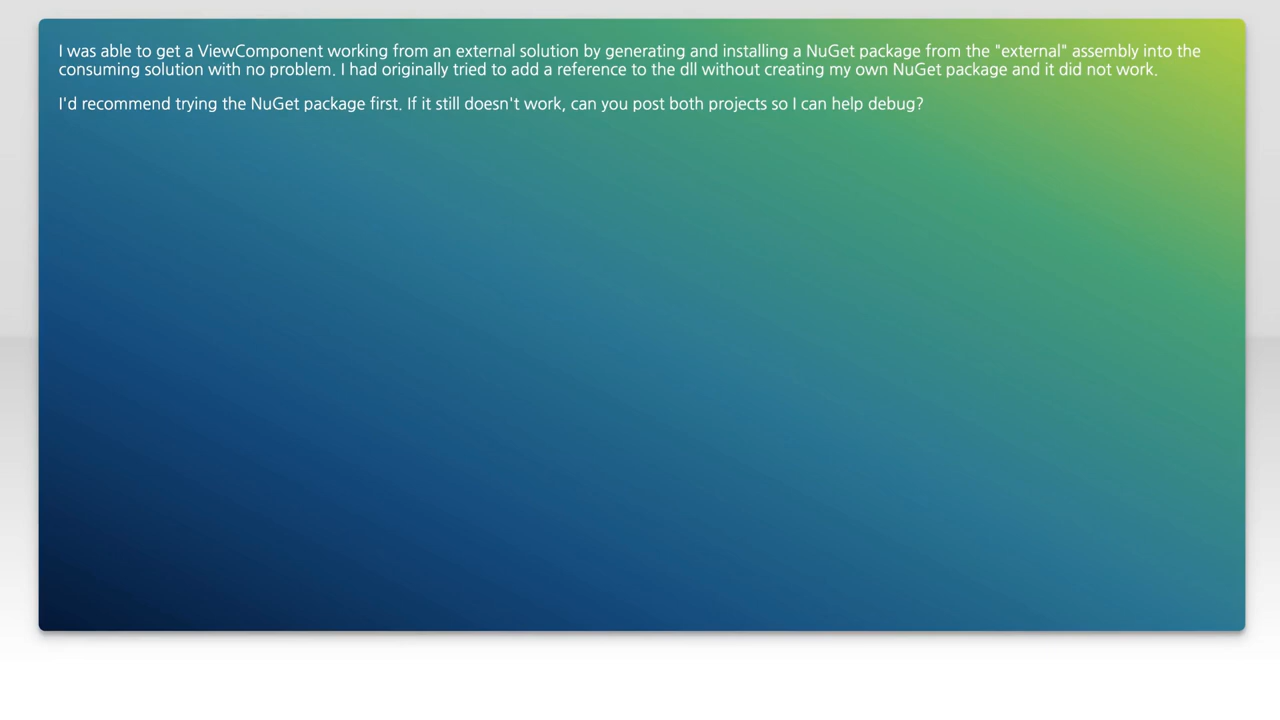 I was able to get a ViewComponent working from an external solution by generating and installing a NuGet package from the "external" assembly into the
consuming solution with no problem. I had originally tried to add a reference to the dll without creating my own NuGet package and it did not work.
I'd recommend trying the NuGet package first. If it still doesn't work, can you post both projects so I can help debug?